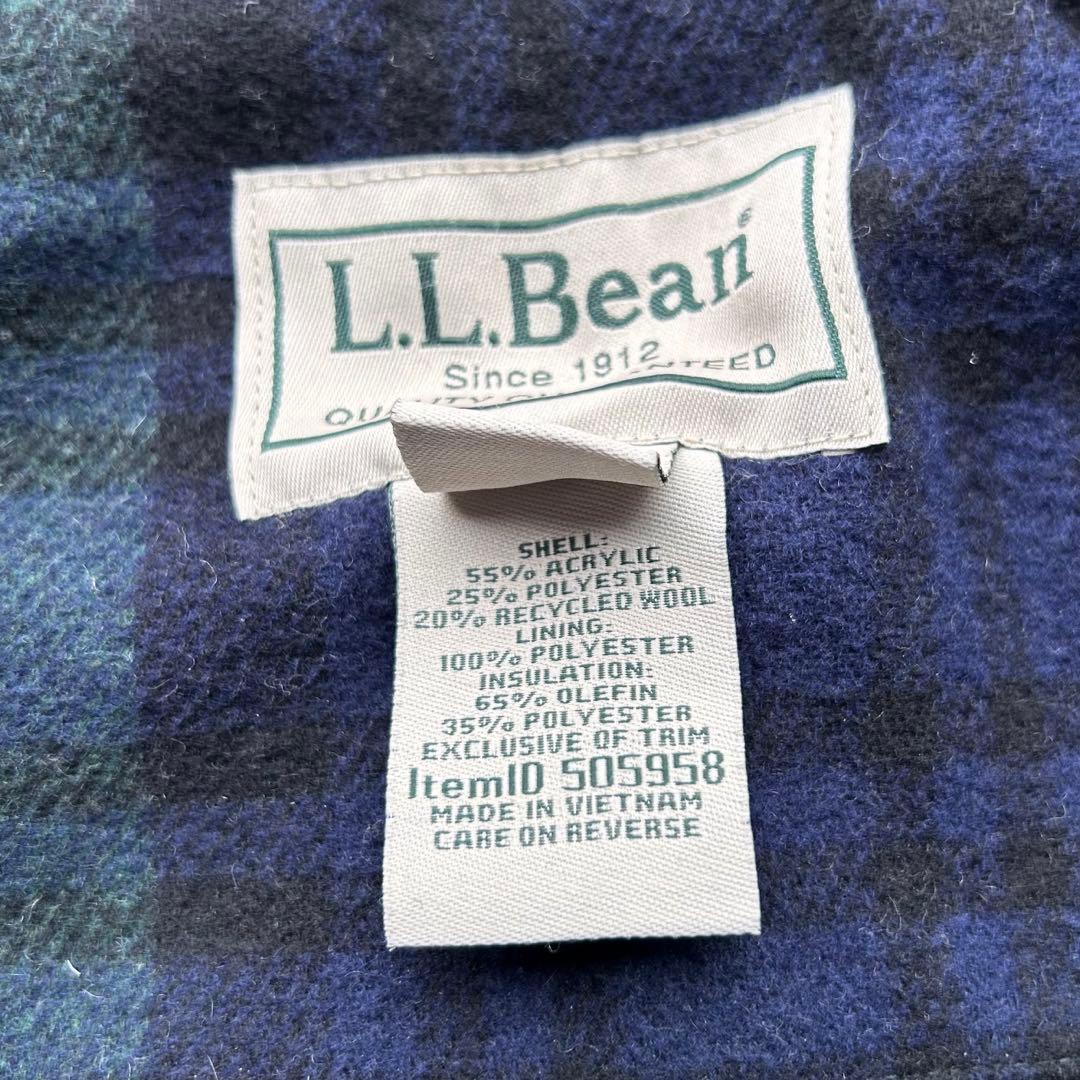 L.L.Bean®
Since 1912
SHELL:
55% ACRYLIC
25% POLYESTER
20% RECYCLED WOOL
LINING:
100% POLYESTER
INSULATION:
65% OLEFIN
35% POLYESTER
EXCLUSIVE OF TRIM
ItemID 505958
MADE IN VIETNAM
CARE ON REVERSE